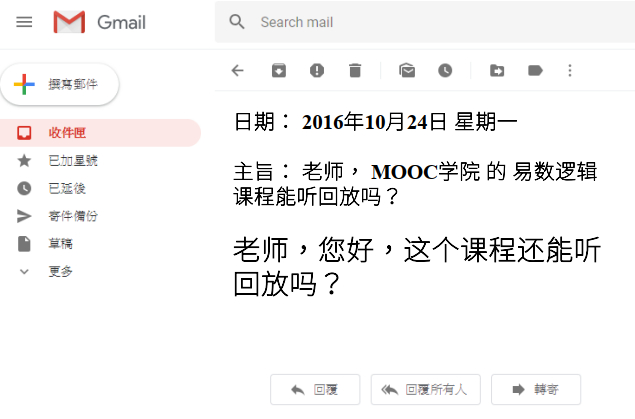 Gmail
Search mail
撰寫郵件
收件匣
已加星號
已延後
寄件備份
草稿
更多
日期： 2016年10月24日 星期一
主旨： 老师， MOOC学院 的 易数逻辑
课程能听回放吗？
老师，您好，这个课程还能听
回放吗？
回覆
回覆所有人
轉寄